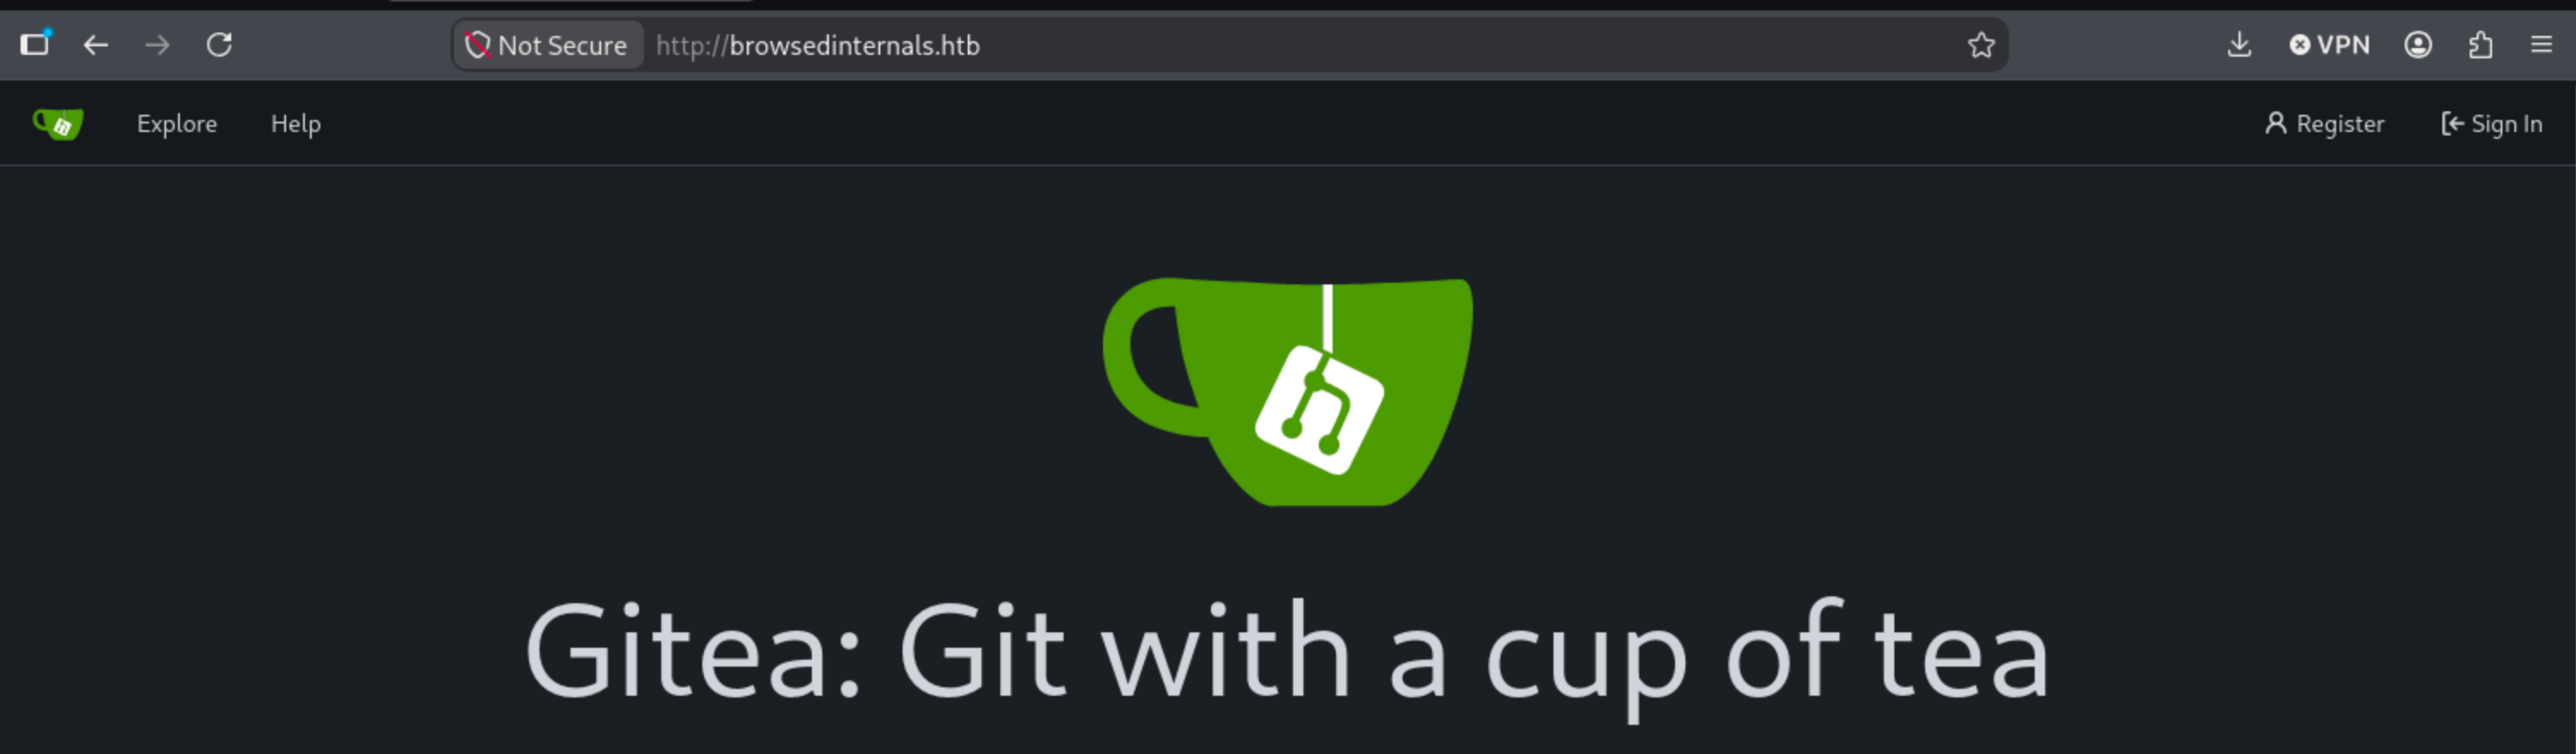 Not Secure http://browsedinternals.htb VPN
Explore Help Register Sign In
Gitea: Git with a cup of tea